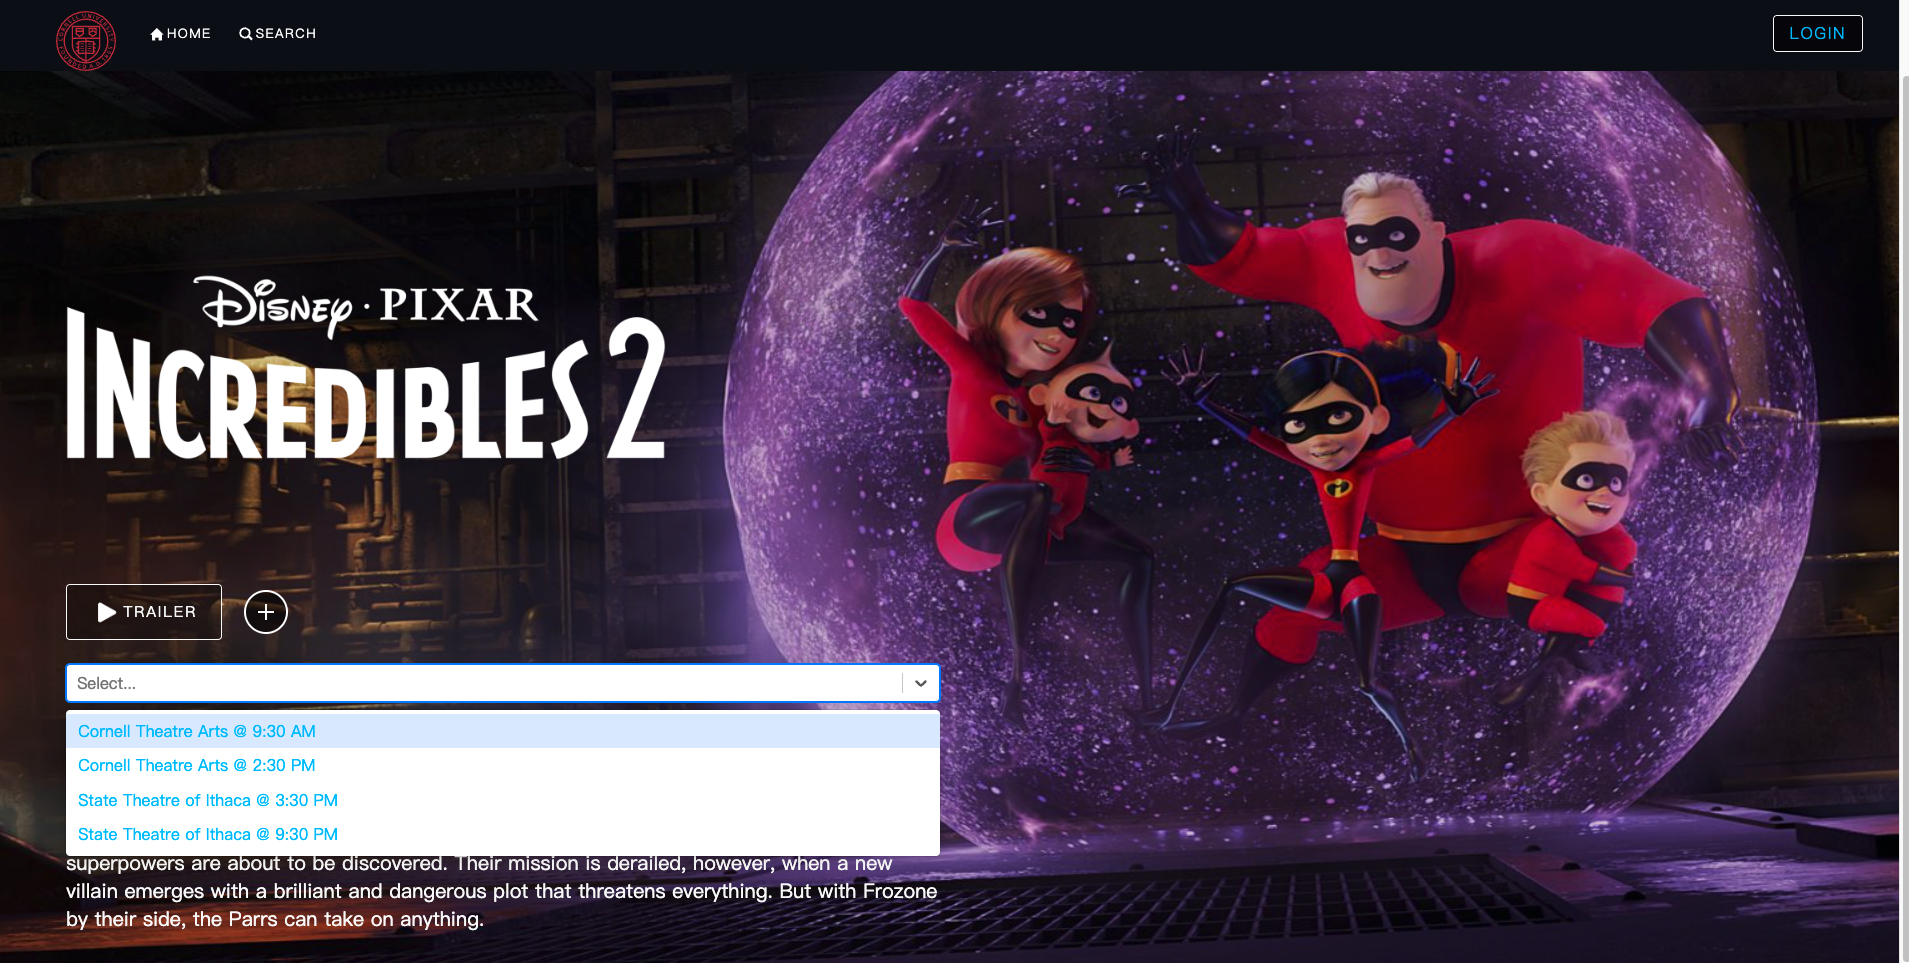 HOME
SEARCH
LOGIN
Disney · PIXAR
INCREDIBLES 2
TRAILER
Select...
Cornell Theatre Arts @ 9:30 AM
Cornell Theatre Arts @ 2:30 PM
State Theatre of Ithaca @ 3:30 PM
State Theatre of Ithaca @ 9:30 PM
superpowers are about to be discovered. Their mission is derailed, however, when a new
villain emerges with a brilliant and dangerous plot that threatens everything. But with Frozone
by their side, the Parrs can take on anything.